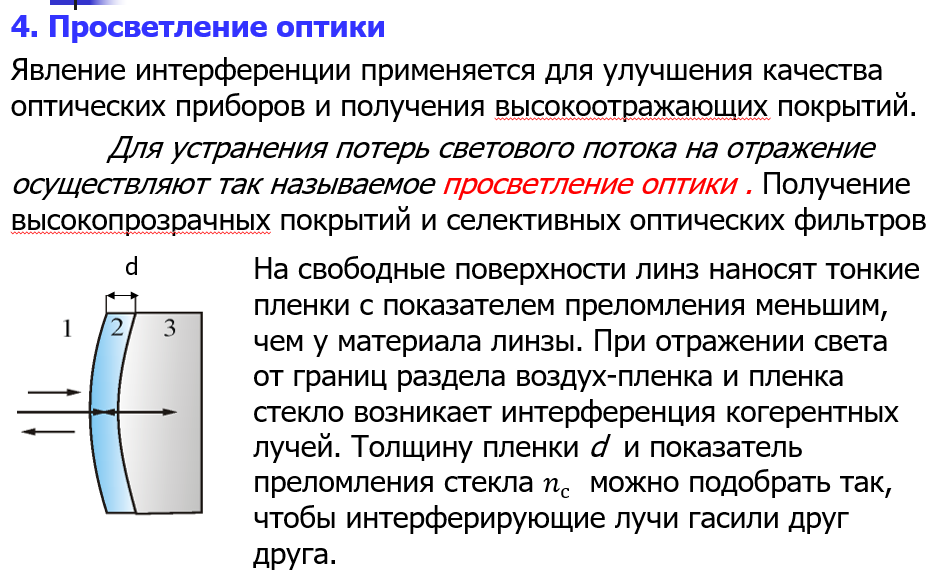 4. Просветление оптики
Явление интерференции применяется для улучшения качества
оптических приборов и получения высокоотражающих покрытий.
Для устранения потерь светового потока на отражение
осуществляют так называемое просветление оптики . Получение
высокопрозрачных покрытий и селективных оптических фильтров
d
1 2 3
На свободные поверхности линз наносят тонкие
пленки с показателем преломления меньшим,
чем у материала линзы. При отражении света
от границ раздела воздух-пленка и пленка
стекло возникает интерференция когерентных
лучей. Толщину пленки d и показатель
преломления стекла n_с можно подобрать так,
чтобы интерферирующие лучи гасили друг
друга.